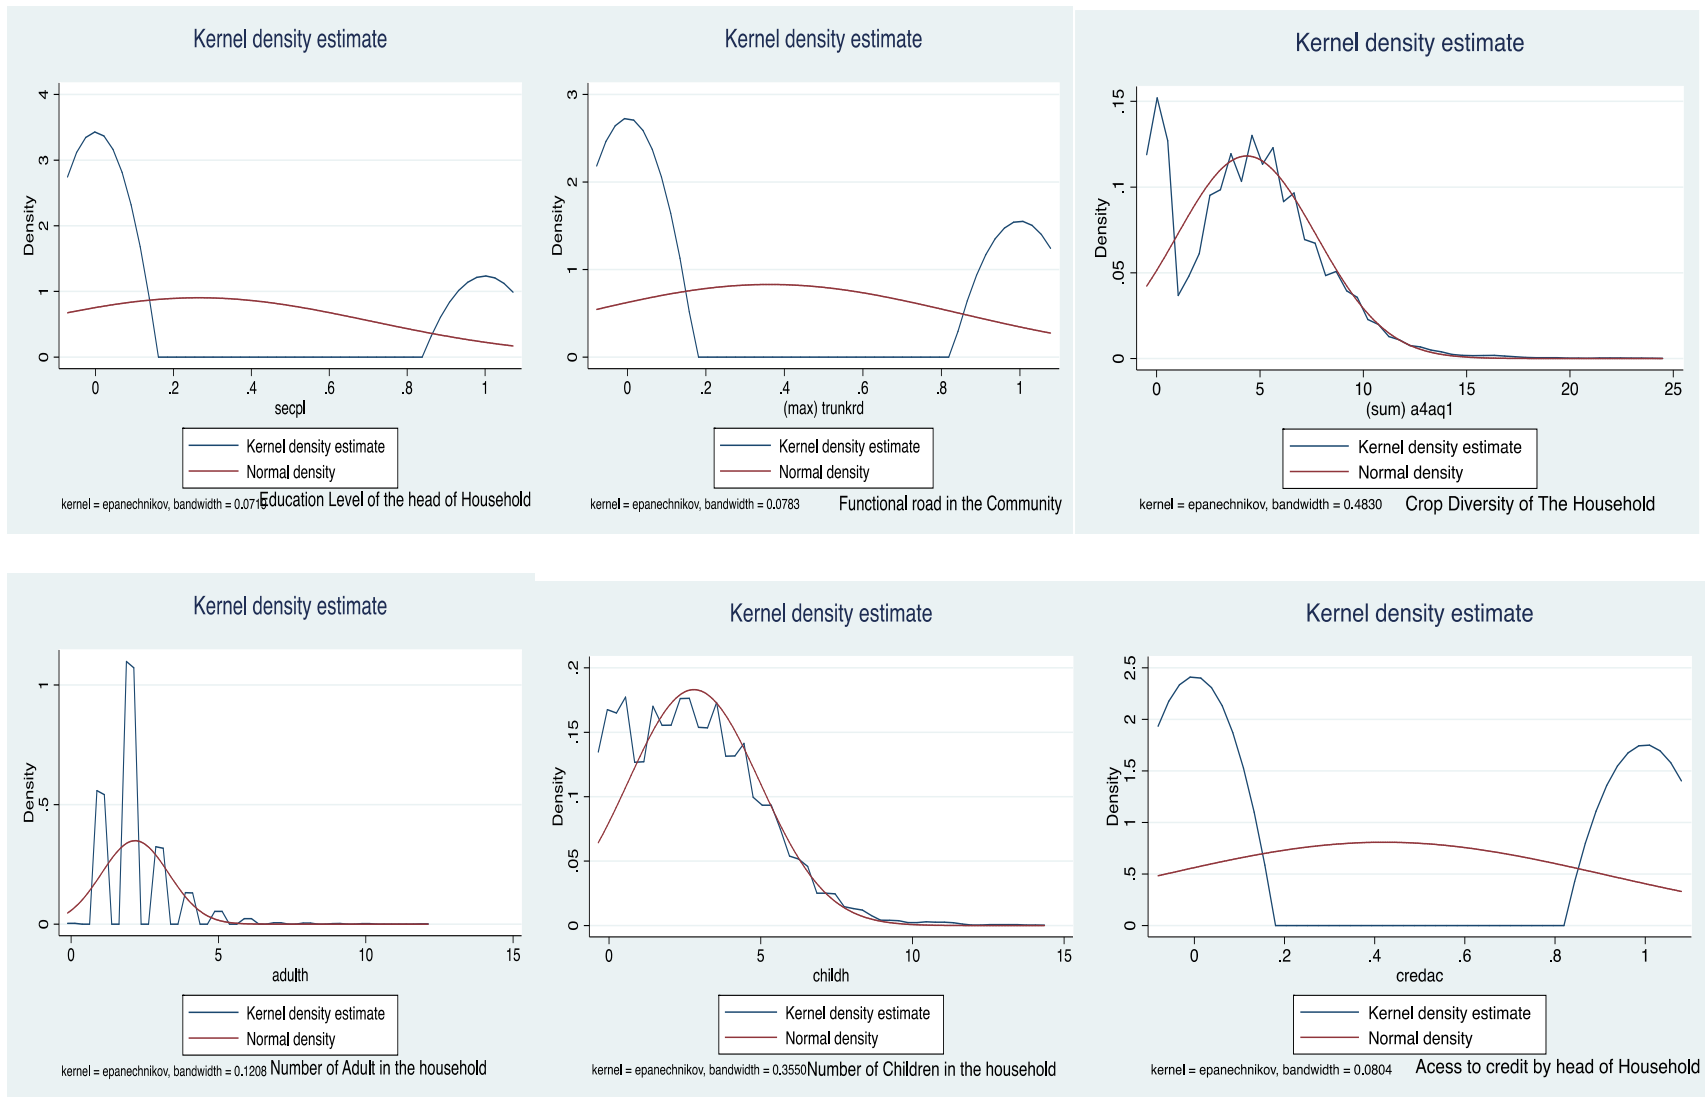 Kernel density estimate
4
3
2
1
0
Density
0 .2 .4 .6 .8 1
secpl
Kernel density estimate
Normal density
kernel = epanechnikov, bandwidth = 0.0710
Education Level of the head of Household
Kernel density estimate
3
2
1
0
Density
0 .2 .4 .6 .8 1
(max) trunkrd
Kernel density estimate
Normal density
kernel = epanechnikov, bandwidth = 0.0783
Functional road in the Community
Kernel density estimate
.15
.1
.05
0
Density
0 5 10 15 20 25
(sum) a4aq1
Kernel density estimate
Normal density
kernel = epanechnikov, bandwidth = 0.4830
Crop Diversity of The Household
Kernel density estimate
1
.5
0
Density
0 5 10 15
adulth
Kernel density estimate
Normal density
kernel = epanechnikov, bandwidth = 0.1208
Number of Adult in the household
Kernel density estimate
.2
.15
.1
.05
0
Density
0 5 10 15
childh
Kernel density estimate
Normal density
kernel = epanechnikov, bandwidth = 0.3550
Number of Children in the household
Kernel density estimate
2.5
2
1.5
1
.5
0
Density
0 .2 .4 .6 .8 1
credac
Kernel density estimate
Normal density
kernel = epanechnikov, bandwidth = 0.0804
Acess to credit by head of Household